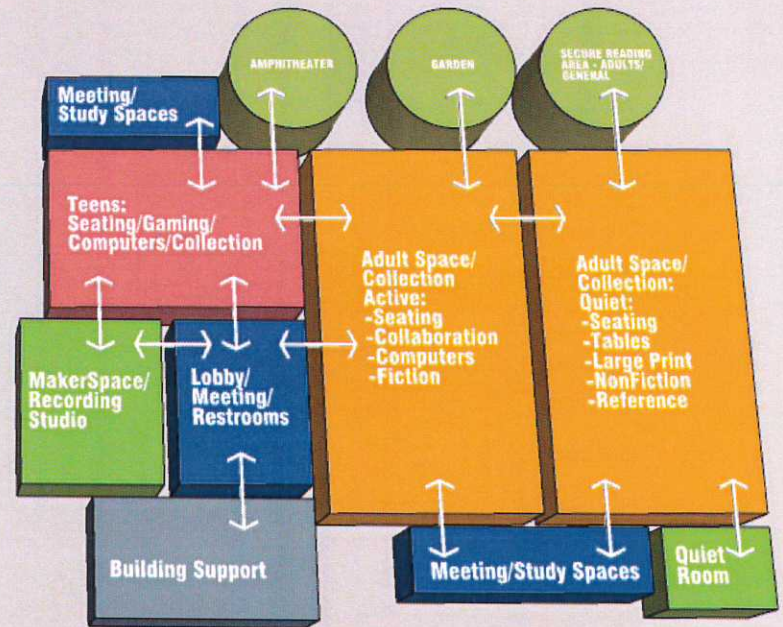 AMPHITHEATER
GARDEN
SECURE READING
AREA - ADULTS/
GENERAL
Meeting/
Study Spaces
Teens:
Seating/Gaming/
Computers/Collection
Adult Space/
Collection
Active:
-Seating
-Collaboration
-Computers
-Fiction
Adult Space/
Collection:
Quiet:
-Seating
-Tables
-Large Print
-NonFiction
-Reference
MakerSpace/
Recording
Studio
Lobby/
Meeting/
Restrooms
Building Support
Meeting/Study Spaces
Quiet
Room